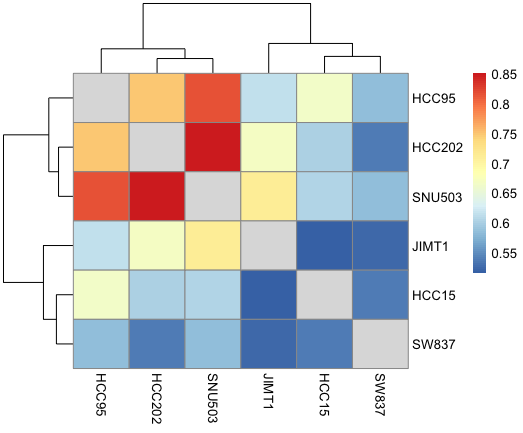 0.85
HCC95
0.8
HCC202
0.75
0.7
SNU503
0.65
0.6
JIMT1
0.55
HCC15
SW837
HCC95
HCC202
SNU503
JIMT1
HCC15
SW837